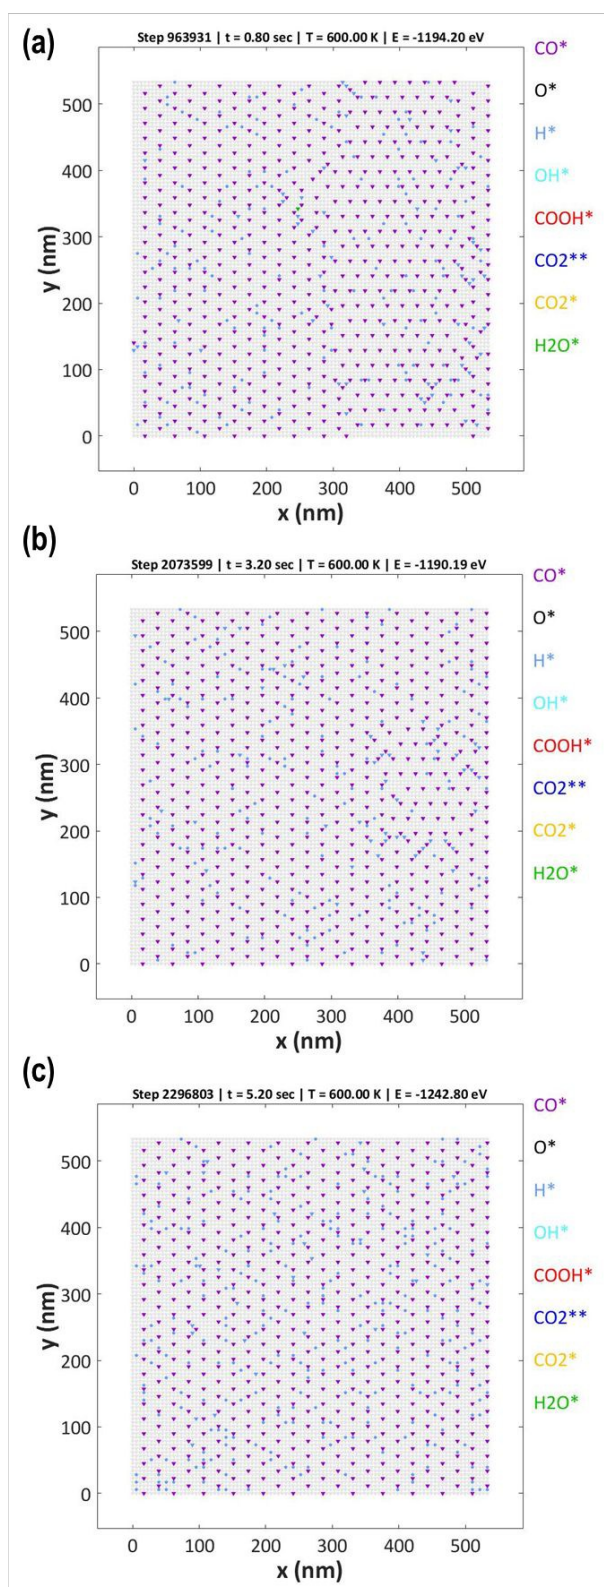 (a)
Step 963931 | t = 0.80 sec | T = 600.00 K | E = -1194.20 eV
CO*
O*
H*
OH*
COOH*
CO2**
CO2*
H2O*
500
400
300
200
100
0
y (nm)
0 100 200 300 400 500
x (nm)
(b)
Step 2073599 | t = 3.20 sec | T = 600.00 K | E = -1190.19 eV
CO*
O*
H*
OH*
COOH*
CO2**
CO2*
H2O*
500
400
300
200
100
0
y (nm)
0 100 200 300 400 500
x (nm)
(c)
Step 2296803 | t = 5.20 sec | T = 600.00 K | E = -1242.80 eV
CO*
O*
H*
OH*
COOH*
CO2**
CO2*
H2O*
500
400
300
200
100
0
y (nm)
0 100 200 300 400 500
x (nm)